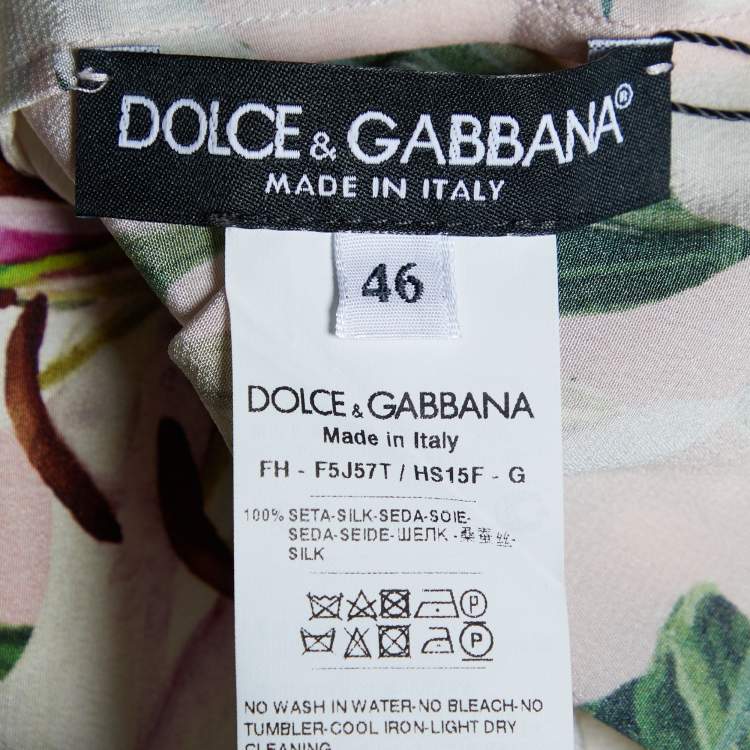 DOLCE & GABBANA®
MADE IN ITALY
46
DOLCE & GABBANA
Made in Italy
FH - F5J57T / HS15F - G
100% SETA-SILK-SEDA-SOIE-
SEDA-SEIDE-ШЕЛК-桑蚕丝-
SILK
P
P
NO WASH IN WATER-NO BLEACH-NO
TUMBLER-COOL IRON-LIGHT DRY
CLEANING